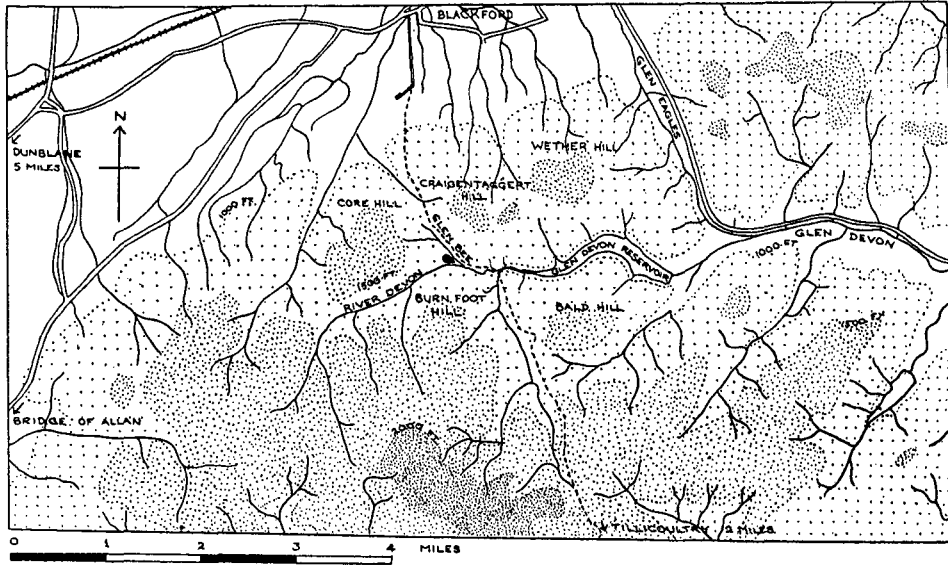 BLACKFORD
GLEN EAGLES
N
DUNBLANE
5 MILES
WETHER HILL
CRAIGENTAGGERT
HILL
1000 FT.
CORE HILL
GLEN BEE
GLEN DEVON
1000 FT
GLEN DEVON RESERVOIR
1500 FT.
RIVER DEVON
BURN FOOT
HILL
BALD HILL
1500 FT
BRIDGE OF ALLAN
2000 FT.
TILLICOULTRY 2 MILES
0 1 2 3 4 MILES